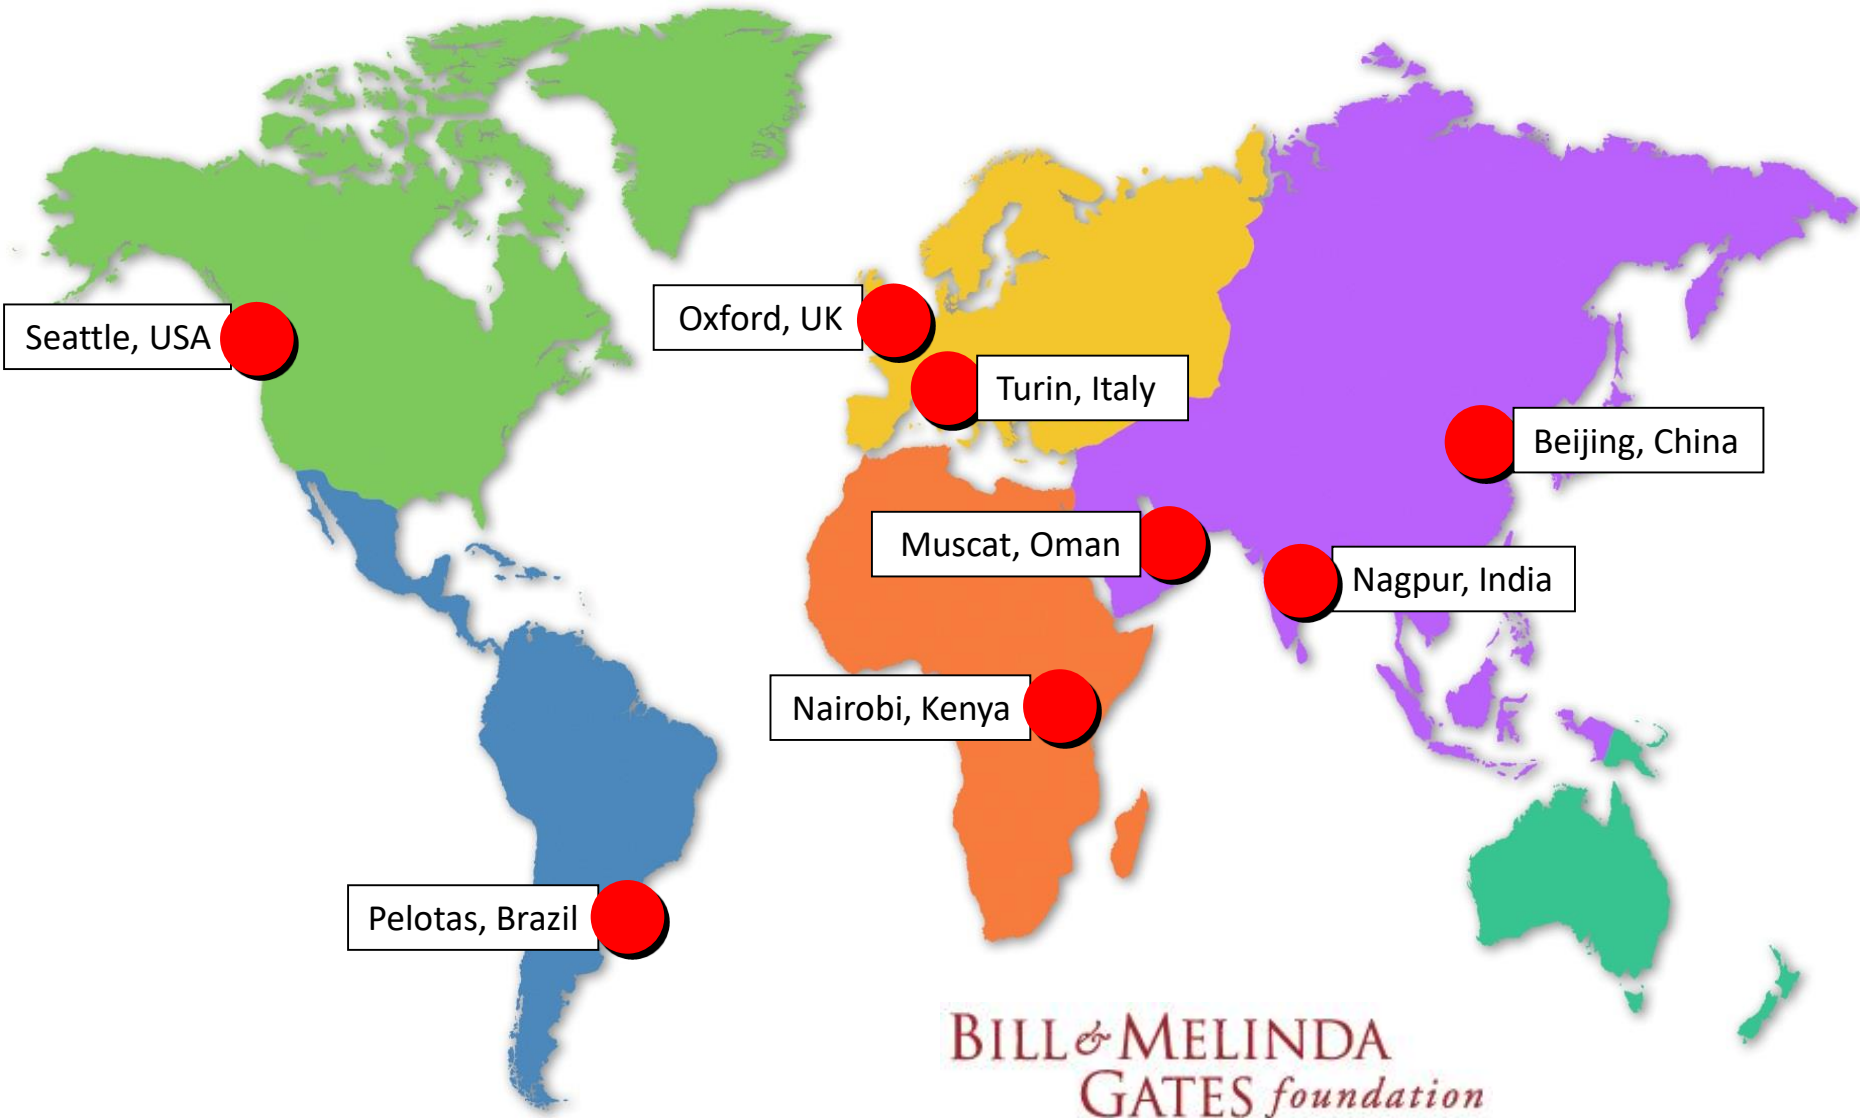 Oxford, UK
Seattle, USA
Turin, Italy
Beijing, China
Muscat, Oman
Nagpur, India
Nairobi, Kenya
Pelotas, Brazil
BILL & MELINDA
GATES foundation